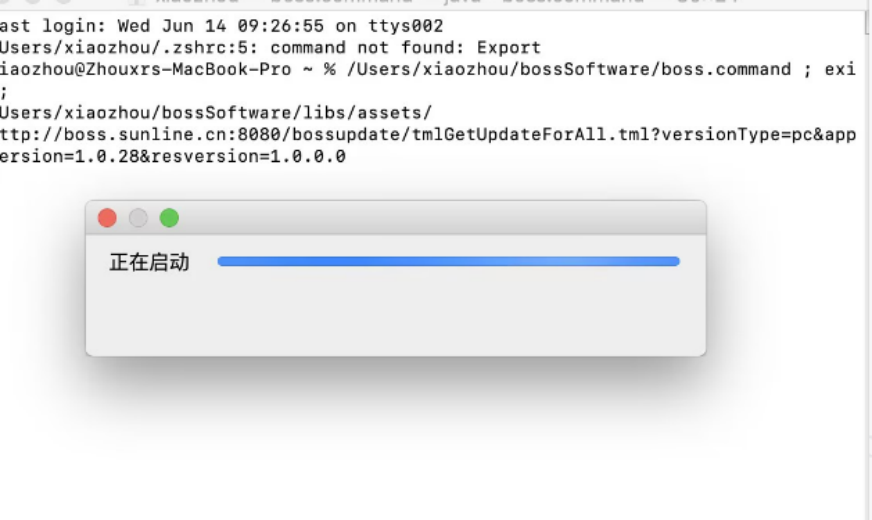 ast login: Wed Jun 14 09:26:55 on ttys002
Users/xiaozhou/.zshrc:5: command not found: Export
iaozhou@Zhouxrs-MacBook-Pro ~ % /Users/xiaozhou/bossSoftware/boss.command ; exi
;
Users/xiaozhou/bossSoftware/libs/assets/
ttp://boss.sunline.cn:8080/bossupdate/tmlGetUpdateForAll.tml?versionType=pc&app
ersion=1.0.28&resversion=1.0.0.0
正在启动